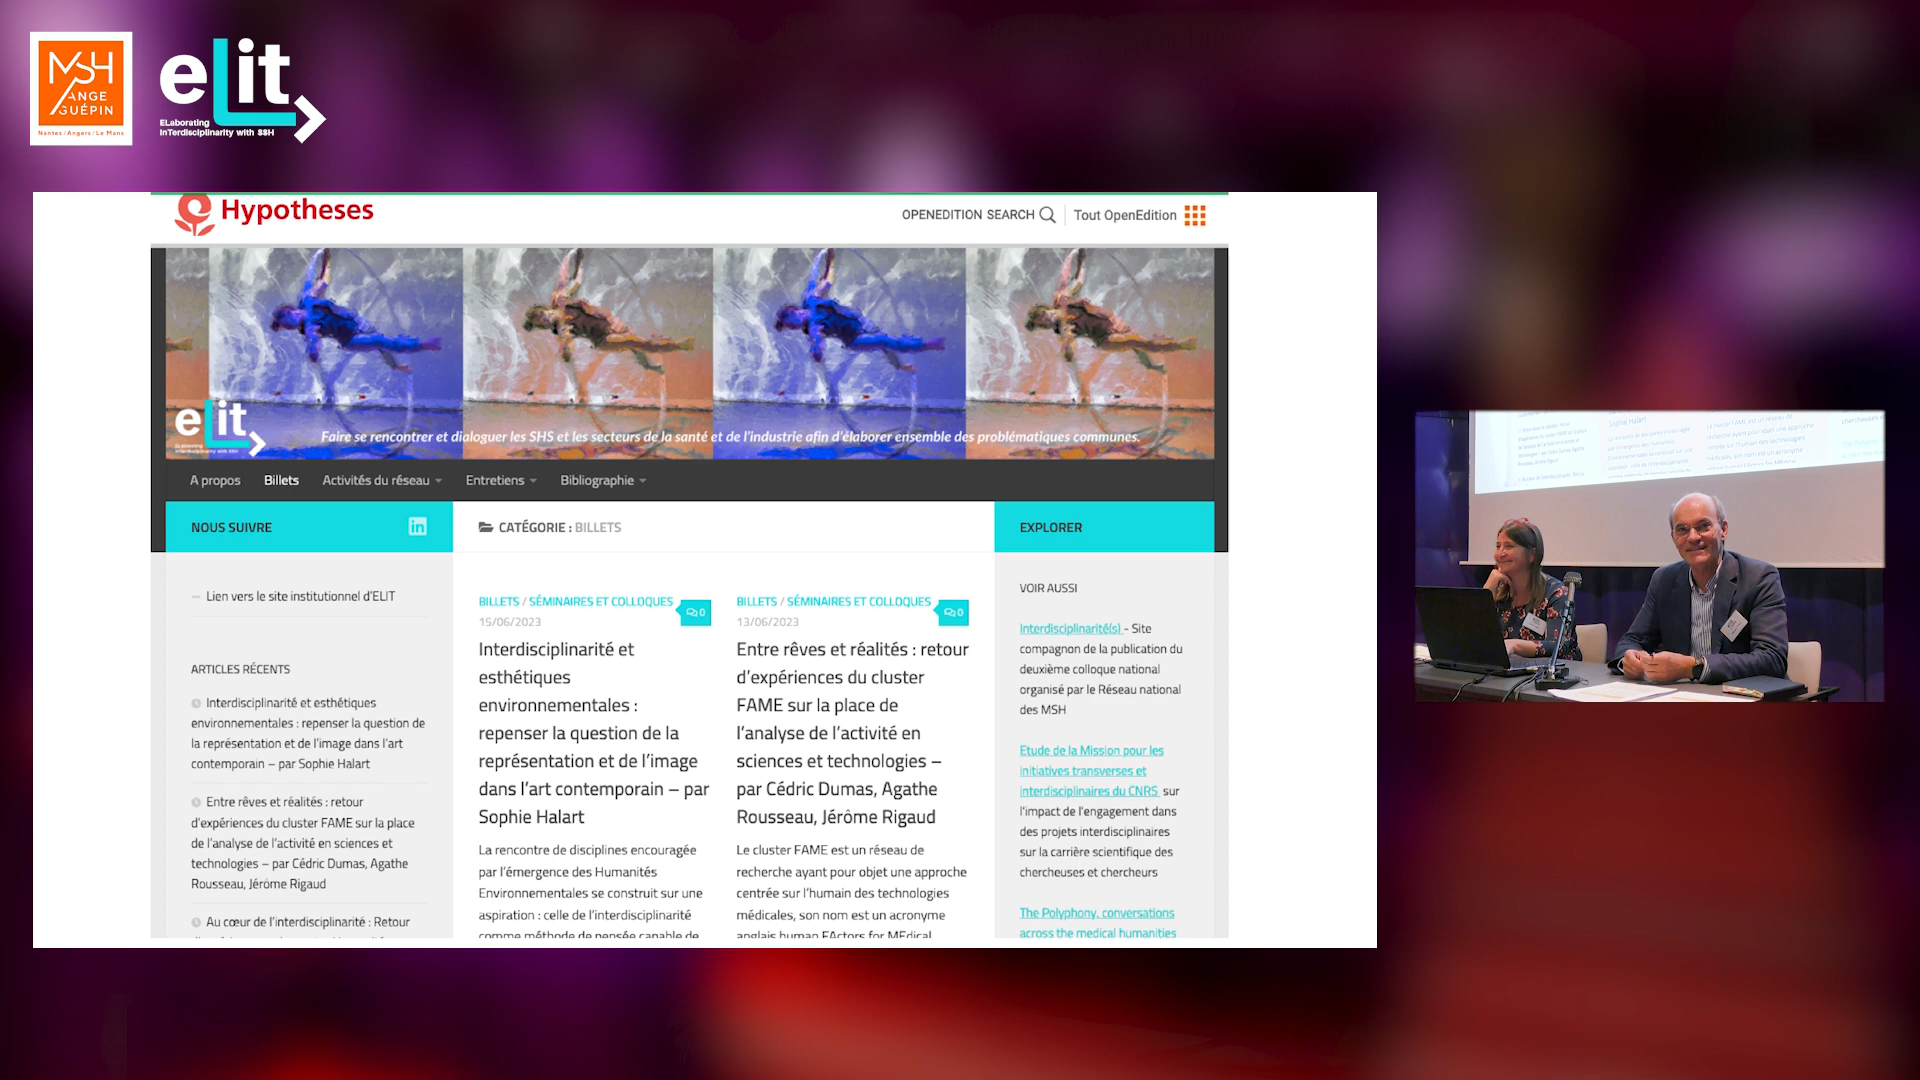 MSH
ANGE
GUÉPIN
Nantes/Angers/Le Mans
eLit
ELaborating
InTerdisciplinarity with SSH
Hypotheses
OPENEDITION SEARCH
Tout OpenEdition
eLit
Faire se rencontrer et dialoguer les SHS et les secteurs de la santé et de l'industrie afin d'élaborer ensemble des problématiques communes.
A propos
Billets
Activités du réseau
Entretiens
Bibliographie
NOUS SUIVRE
in
Lien vers le site institutionnel d'ELIT
ARTICLES RÉCENTS
Interdisciplinarité et esthétiques
environnementales : repenser la question de
la représentation et de l'image dans l'art
contemporain – par Sophie Halart
Entre rêves et réalités : retour
d'expériences du cluster FAME sur la place
de l'analyse de l'activité en sciences et
technologies – par Cédric Dumas, Agathe
Rousseau, Jérôme Rigaud
Au cœur de l'interdisciplinarité : Retour
CATÉGORIE : BILLETS
BILLETS / SÉMINAIRES ET COLLOQUES
0
15/06/2023
Interdisciplinarité et
esthétiques
environnementales :
repenser la question de la
représentation et de l'image
dans l'art contemporain – par
Sophie Halart
La rencontre de disciplines encouragée
par l'émergence des Humanités
Environnementales se construit sur une
aspiration : celle de l'interdisciplinarité
comme méthode de pensée capable de
BILLETS / SÉMINAIRES ET COLLOQUES
0
13/06/2023
Entre rêves et réalités : retour
d'expériences du cluster
FAME sur la place de
l'analyse de l'activité en
sciences et technologies –
par Cédric Dumas, Agathe
Rousseau, Jérôme Rigaud
Le cluster FAME est un réseau de
recherche ayant pour objet une approche
centrée sur l'humain des technologies
médicales, son nom est un acronyme
anglais human FActors for MEdical
EXPLORER
VOIR AUSSI
Interdisciplinarité(s) - Site
compagnon de la publication du
deuxième colloque national
organisé par le Réseau national
des MSH
Etude de la Mission pour les
initiatives transverses et
interdisciplinaires du CNRS sur
l'impact de l'engagement dans
des projets interdisciplinaires
sur la carrière scientifique des
chercheuses et chercheurs
The Polyphony, conversations
across the medical humanities